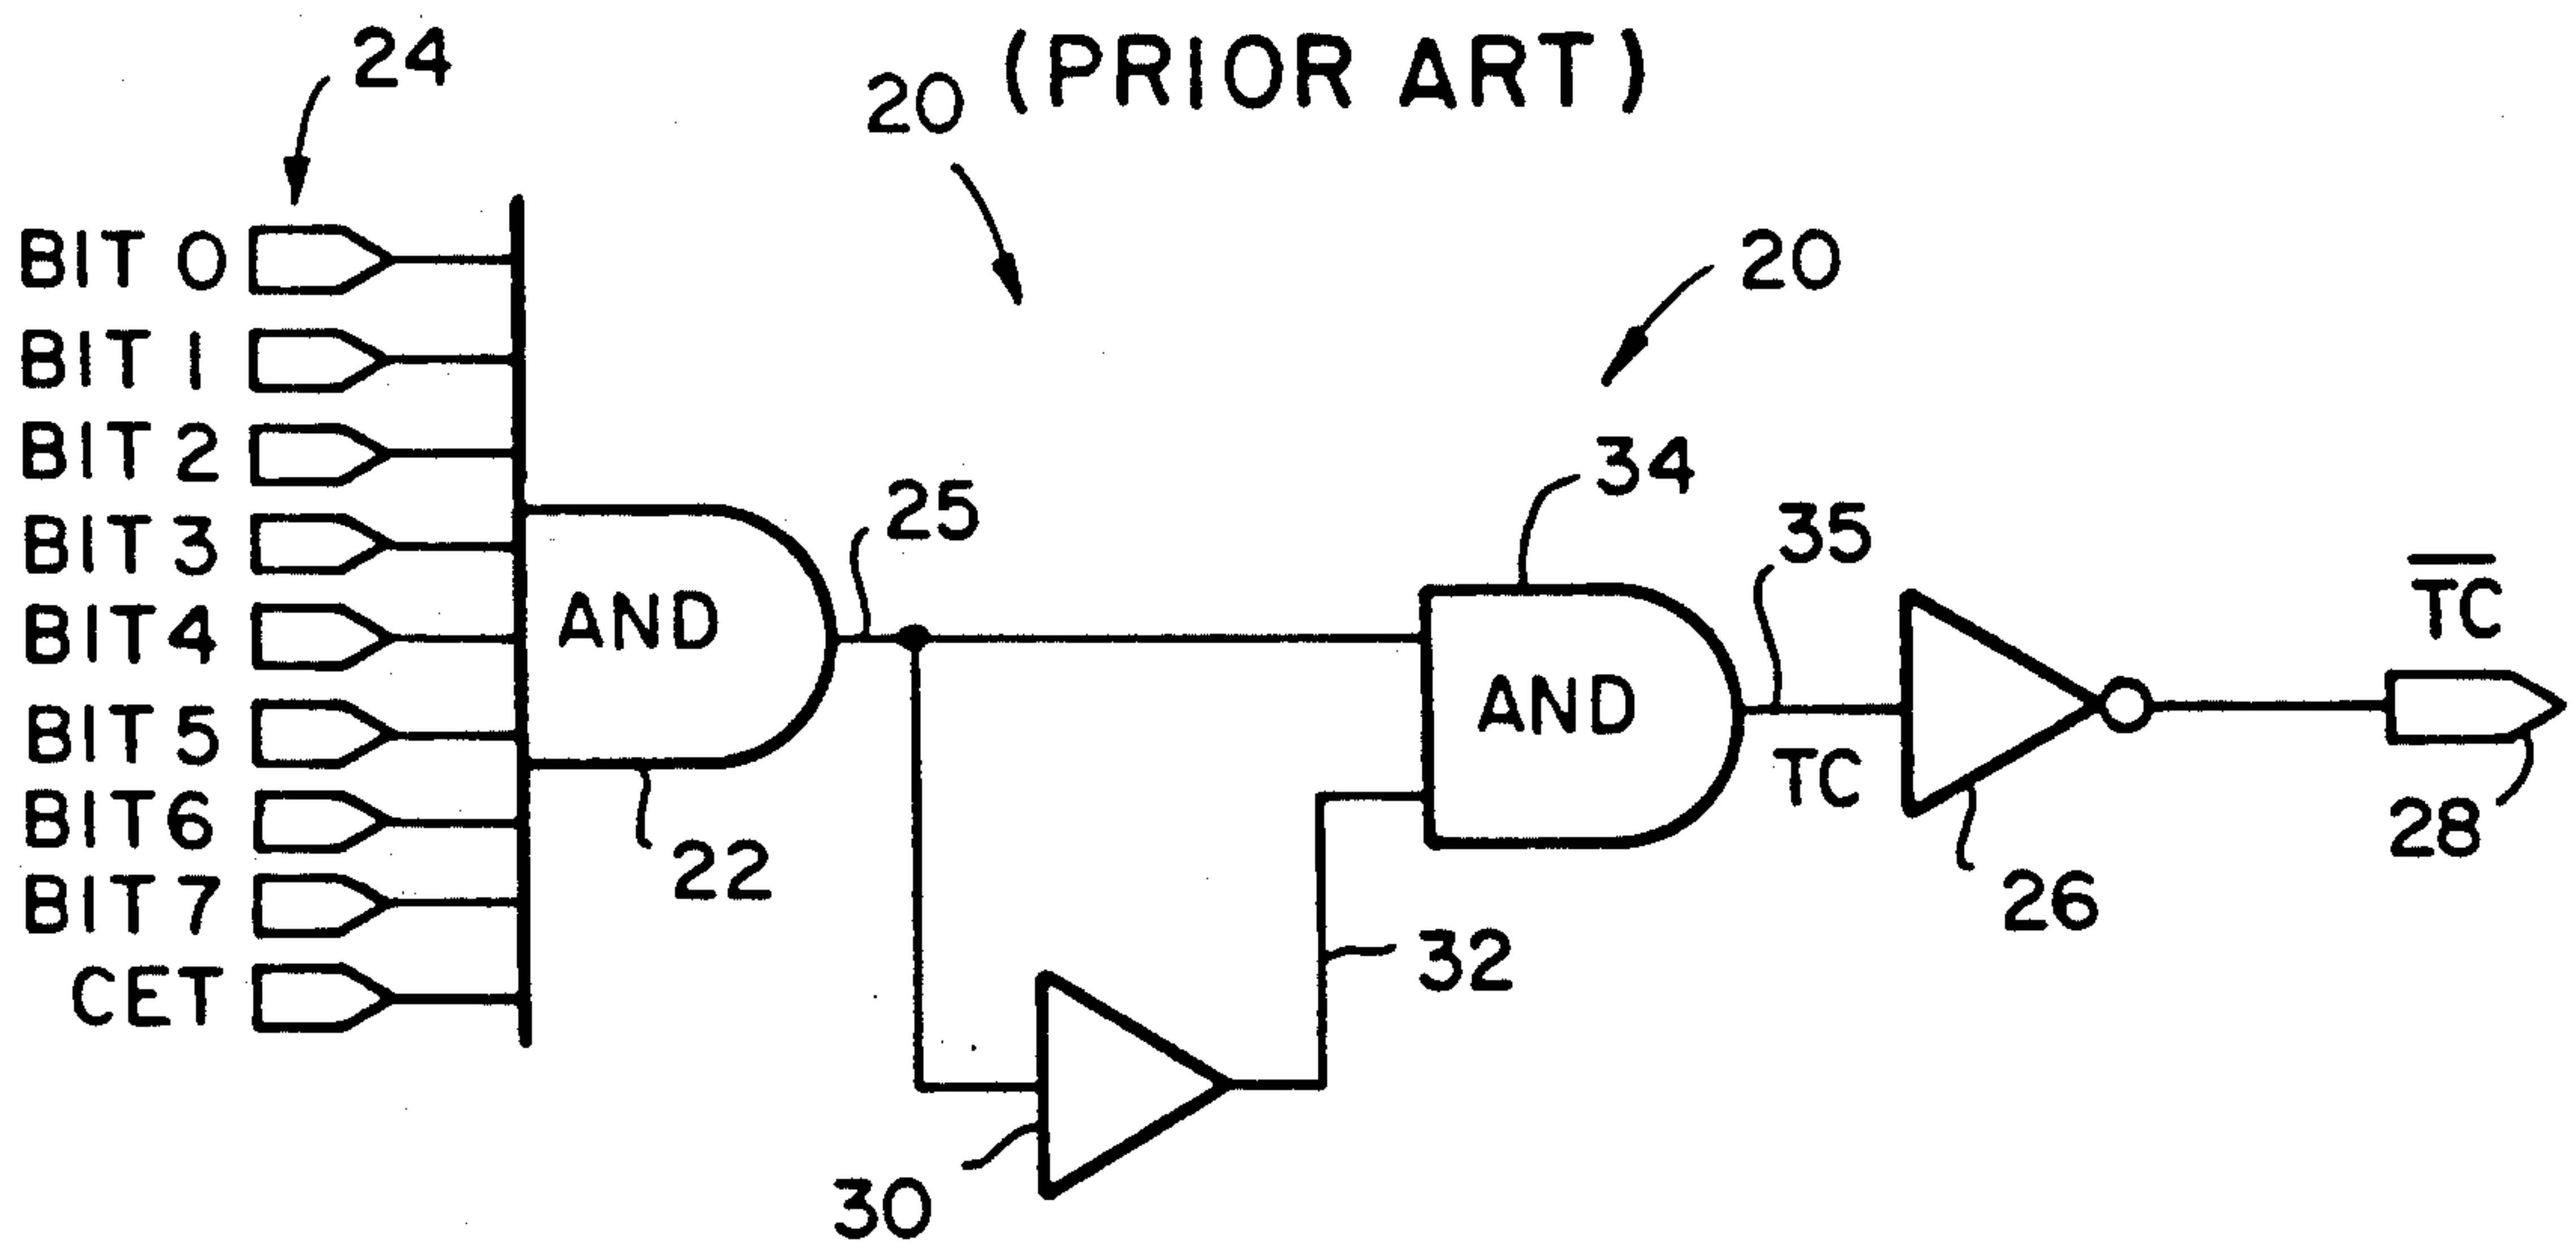 24
20 (PRIOR ART)
20
BIT 0
BIT 1
BIT 2
BIT 3
BIT 4
BIT 5
BIT 6
BIT 7
CET
AND
22
25
34
AND
35
TC
26
T̅C̅
28
32
30